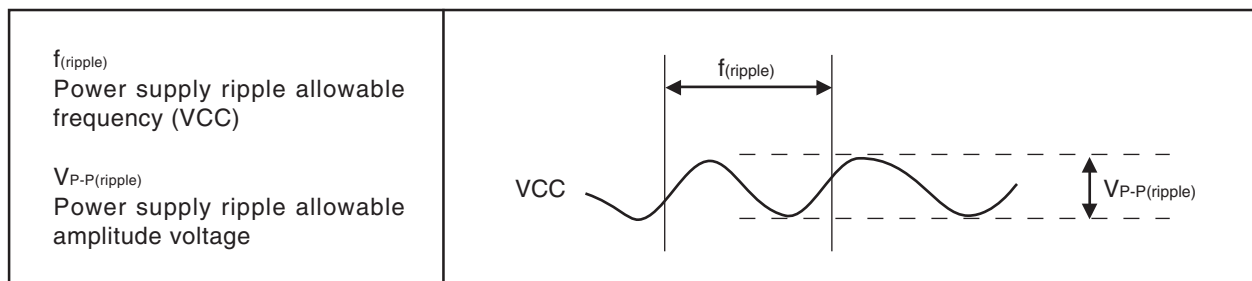 f(ripple)
Power supply ripple allowable
frequency (VCC)
VP-P(ripple)
Power supply ripple allowable
amplitude voltage
f(ripple)
VCC
VP-P(ripple)